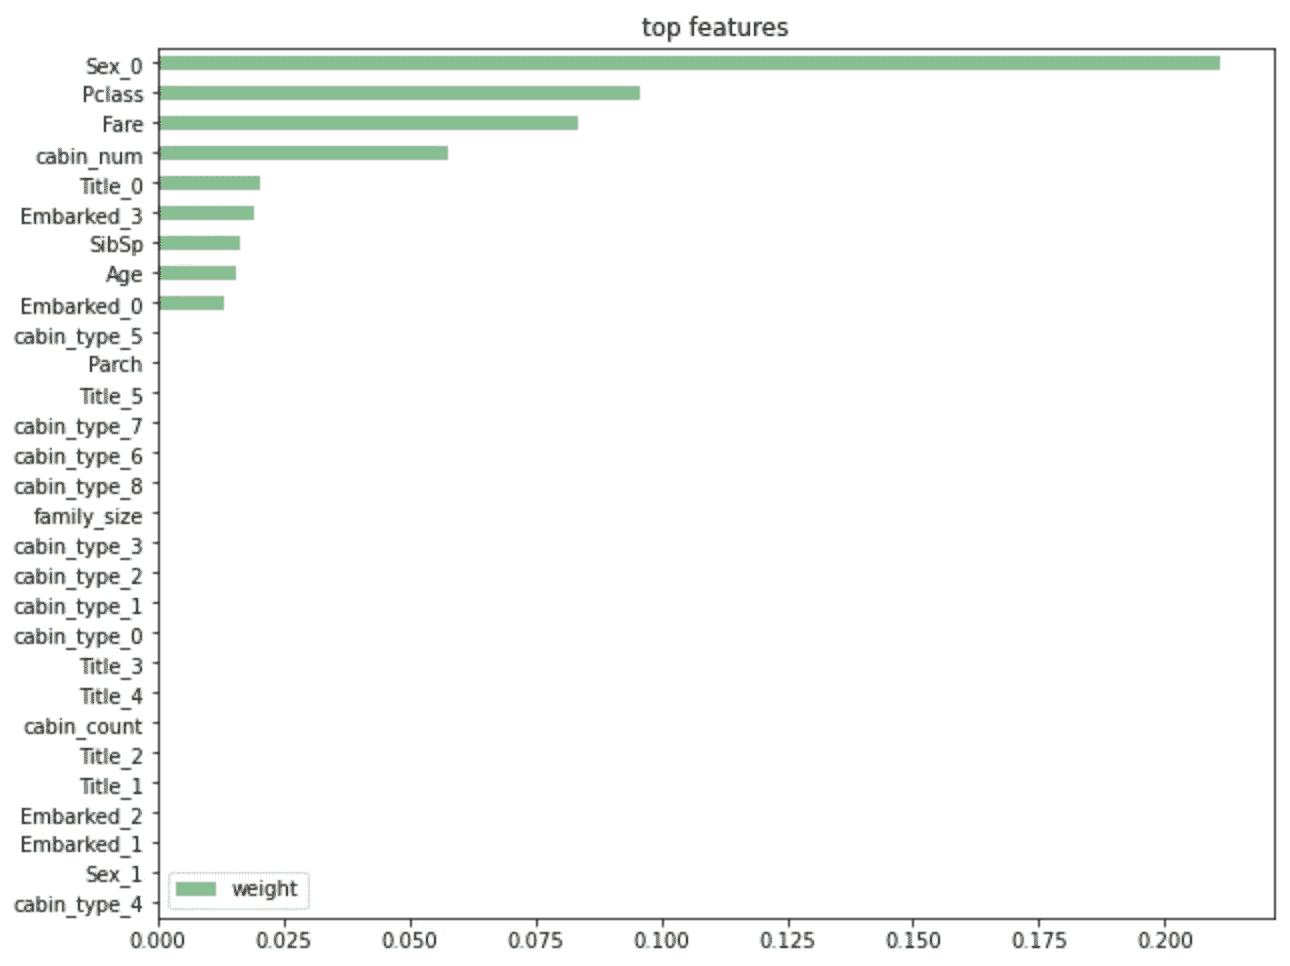 top features
Sex_0
Pclass
Fare
cabin_num
Title_0
Embarked_3
SibSp
Age
Embarked_0
cabin_type_5
Parch
Title_5
cabin_type_7
cabin_type_6
cabin_type_8
family_size
cabin_type_3
cabin_type_2
cabin_type_1
cabin_type_0
Title_3
Title_4
cabin_count
Title_2
Title_1
Embarked_2
Embarked_1
Sex_1
weight
cabin_type_4
0.000 0.025 0.050 0.075 0.100 0.125 0.150 0.175 0.200